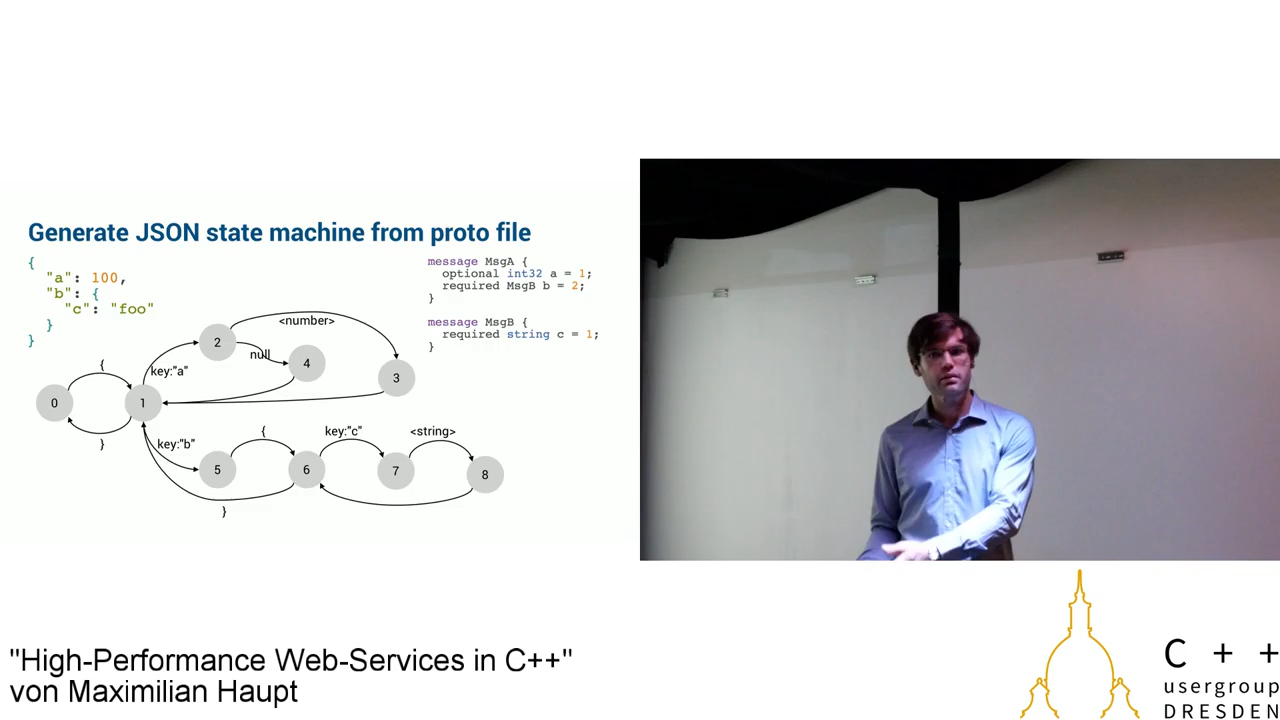 Generate JSON state machine from proto file
{
"a": 100,
"b": {
"c": "foo"
}
}
message MsgA {
optional int32 a = 1;
required MsgB b = 2;
}
message MsgB {
required string c = 1;
}
<number>
2
null
4
3
key:"a"
{
0
1
}
key:"b"
{
key:"c"
<string>
5
6
7
8
}
"High-Performance Web-Services in C++"
von Maximilian Haupt
C + +
usergroup
DRESDEN